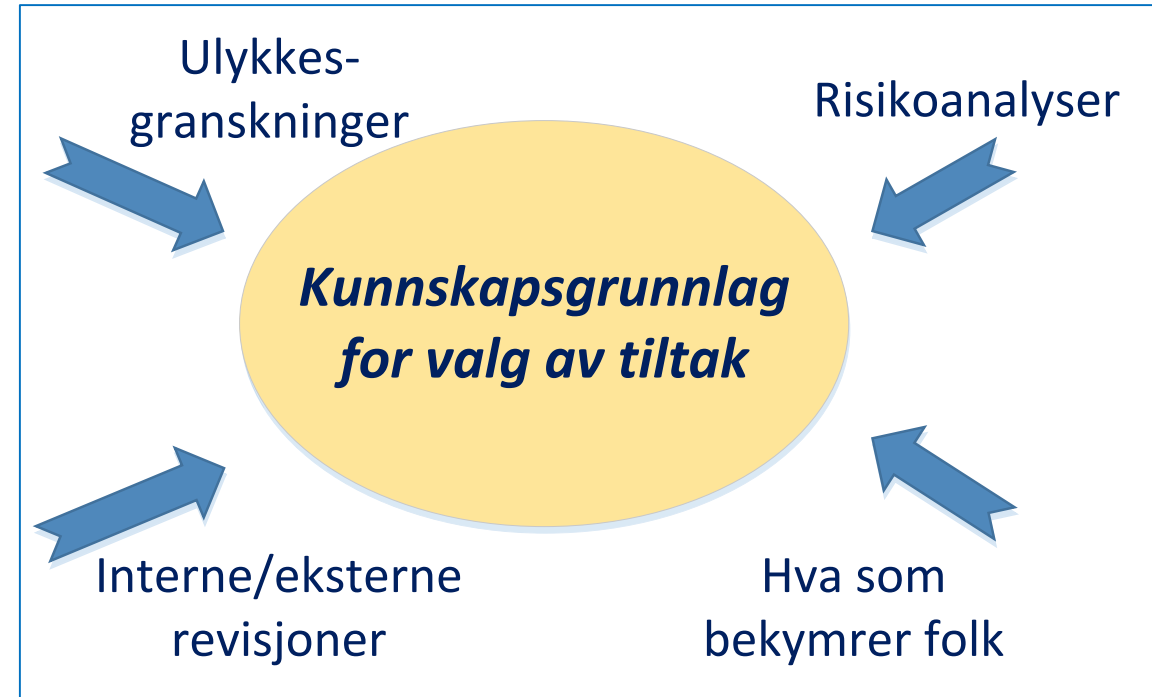 Ulykkes-
granskninger
Risikoanalyser
Kunnskapsgrunnlag
for valg av tiltak
Interne/eksterne
revisjoner
Hva som
bekymrer folk